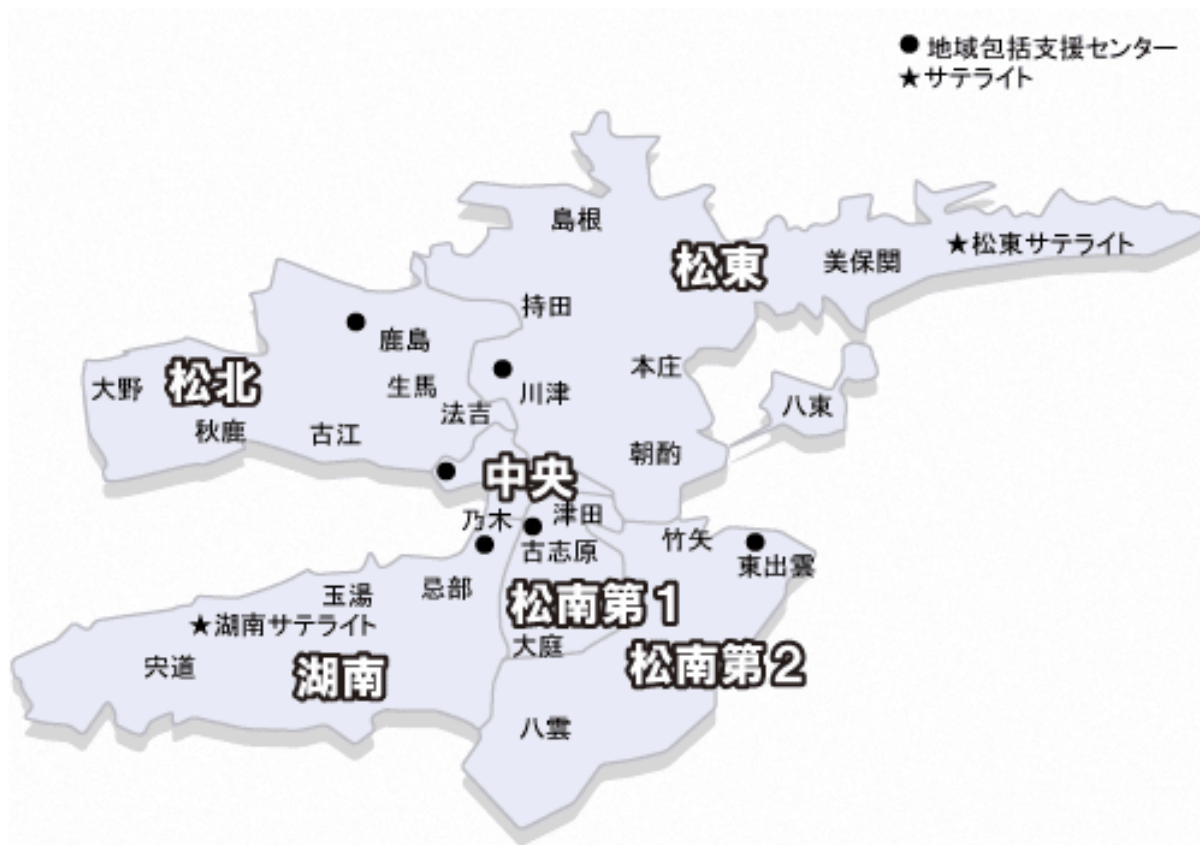 ●地域包括支援センター
★サテライト
島根
★松東サテライト
松東
美保関
持田
鹿島
本庄
大野
松北
生馬
川津
八東
法吉
秋鹿
古江
朝酌
中央
乃木
津田
竹矢
古志原
東出雲
忌部
玉湯
松南第1
★湖南サテライト
大庭
宍道
湖南
松南第2
八雲